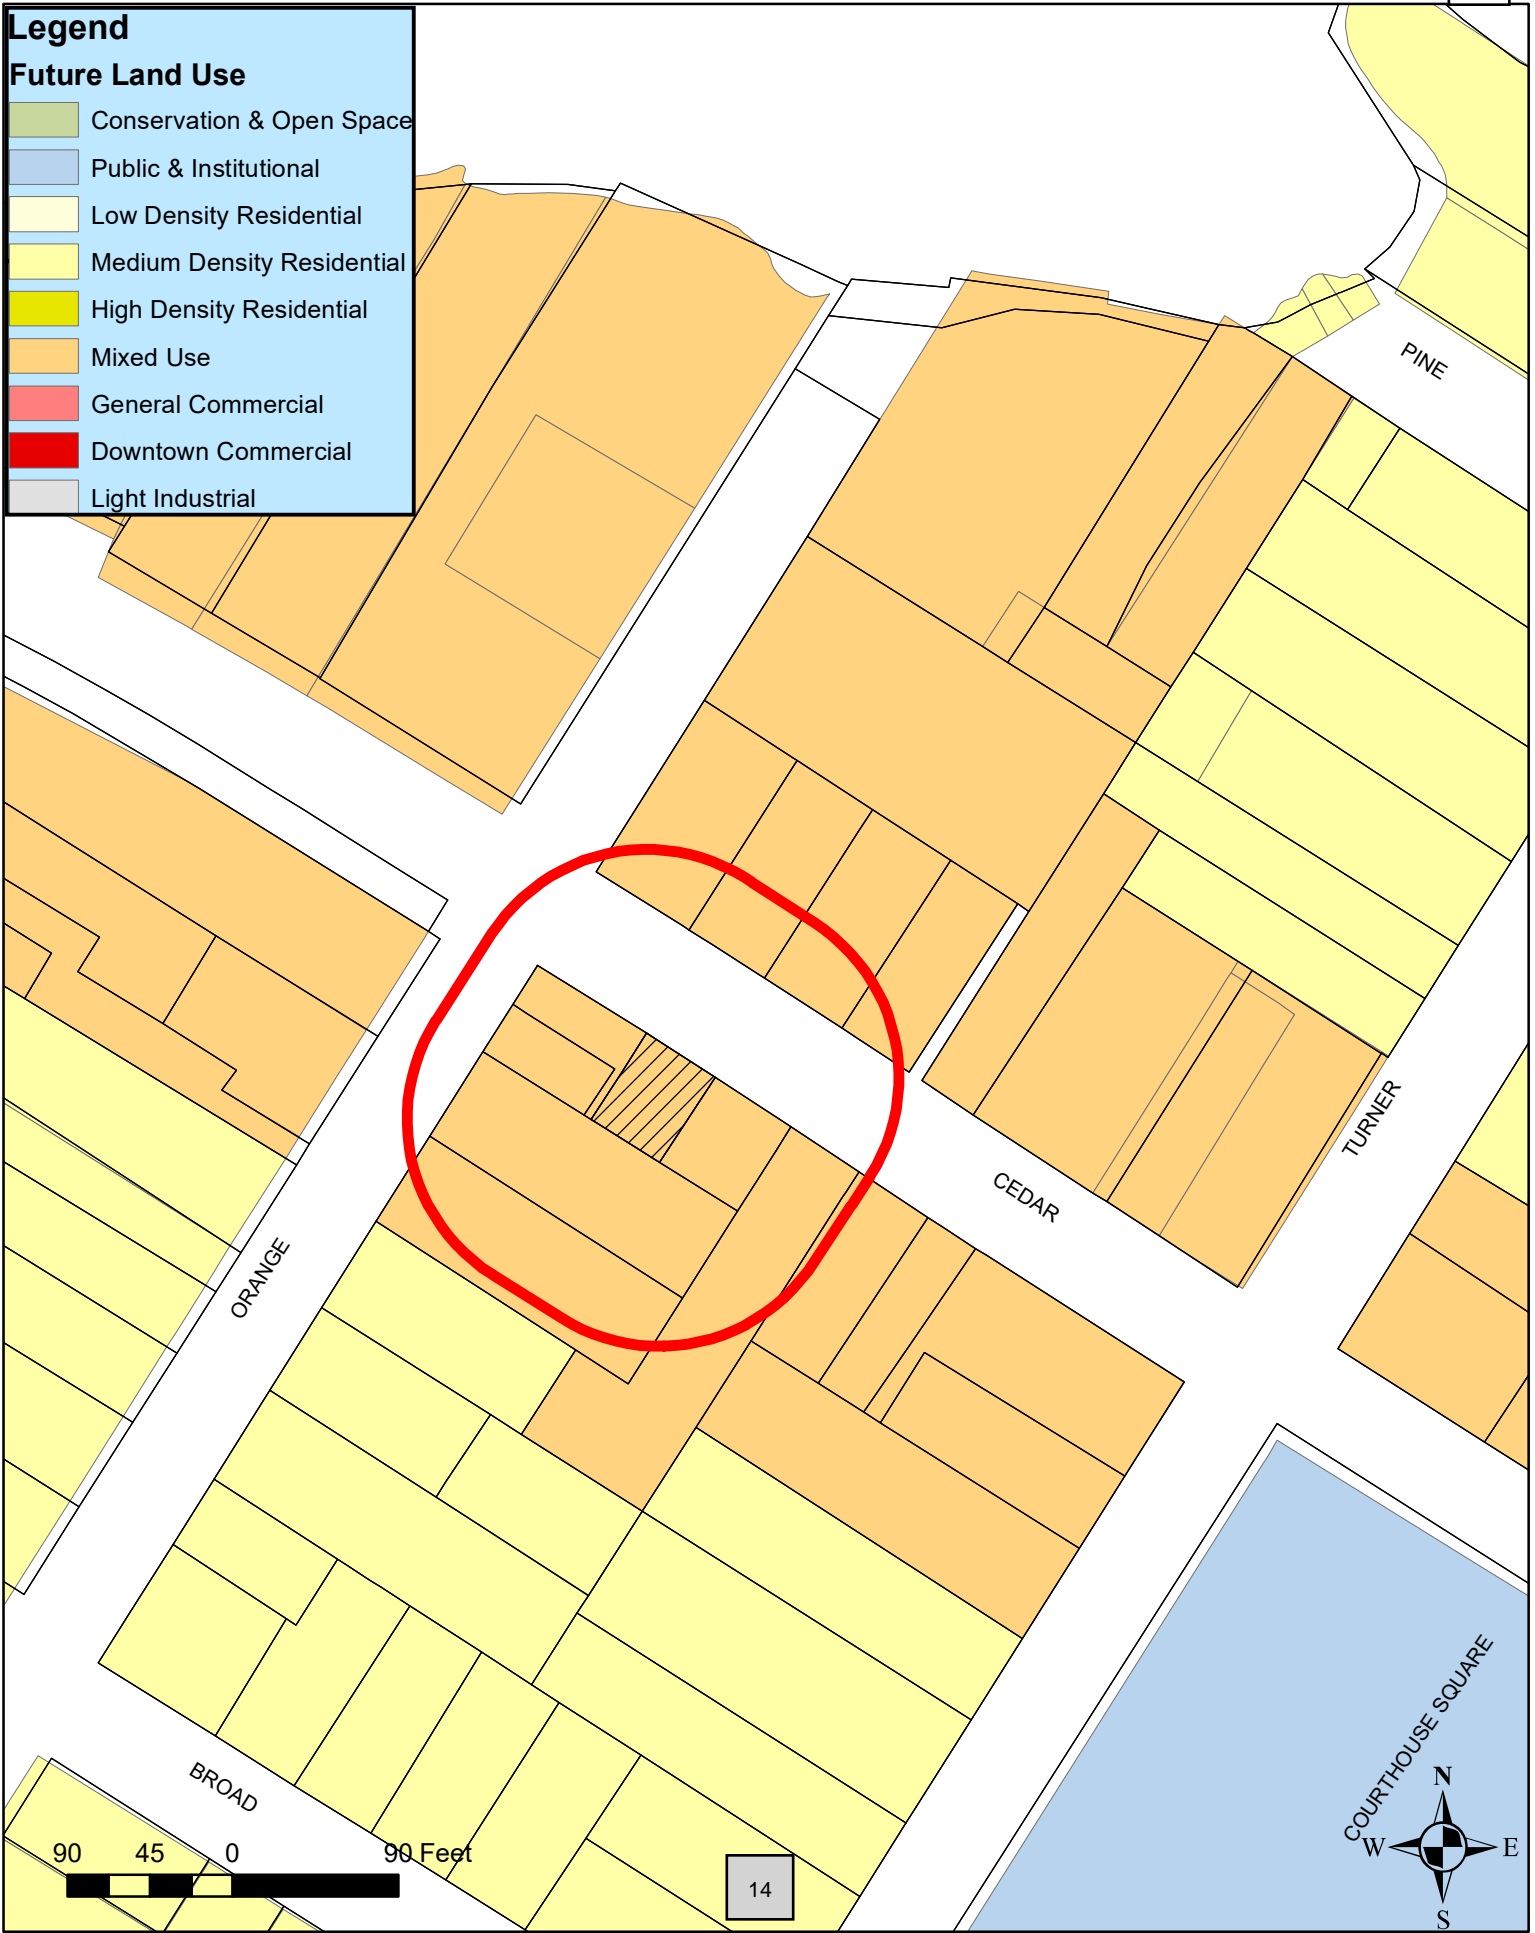 Legend
Future Land Use
Conservation & Open Space
Public & Institutional
Low Density Residential
Medium Density Residential
High Density Residential
Mixed Use
General Commercial
Downtown Commercial
Light Industrial
PINE
TURNER
CEDAR
ORANGE
COURTHOUSE SQUARE
BROAD
N
W E
S
90 45 0 90 Feet
14